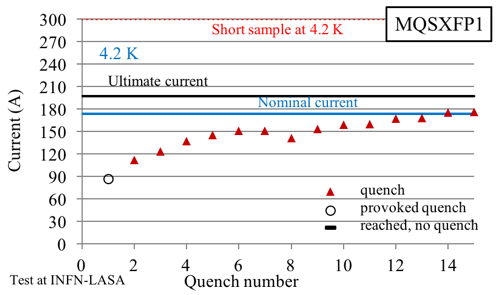 MQSXFP1
300
Short sample at 4.2 K
270
4.2 K
240
Ultimate current
210
Nominal current
180
150
120
90
60
30
0
Current (A)
quench
provoked quench
reached, no quench
0 2 4 6 8 10 12 14
Quench number
Test at INFN-LASA